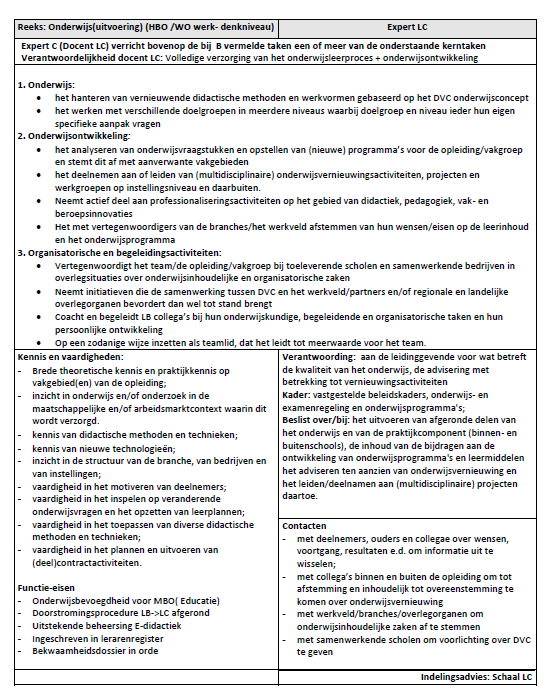 Reeks: Onderwijs(uitvoering) (HBO /WO werk- denkniveau)
Expert LC
Expert C (Docent LC) verricht bovenop de bij  B vermelde taken een of meer van de onderstaande kerntaken
Verantwoordelijkheid docent LC: Volledige verzorging van het onderwijsleerproces + onderwijsontwikkeling
1. Onderwijs:
• het hanteren van vernieuwende didactische methoden en werkvormen gebaseerd op het DVC onderwijsconcept
• het werken met verschillende doelgroepen in meerdere niveaus waarbij doelgroep en niveau ieder hun eigen
specifieke aanpak vragen
2. Onderwijsontwikkeling:
• het analyseren van onderwijsvraagstukken en opstellen van (nieuwe) programma's voor de opleiding/vakgroep
en stemt dit af met aanverwante vakgebieden
• het deelnemen aan of leiden van (multidisciplinaire) onderwijsvernieuwingsactiviteiten, projecten en
werkgroepen op instellingsniveau en daarbuiten.
• Neemt actief deel aan professionaliseringsactiviteiten op het gebied van didactiek, pedagogiek, vak- en
beroepsinnovaties
• Het met vertegenwoordigers van de branches/het werkveld afstemmen van hun wensen/eisen op de leerinhoud
en het onderwijsprogramma
3. Organisatorische en begeleidingsactiviteiten:
• Vertegenwoordigt het team/de opleiding/vakgroep bij toeleverende scholen en samenwerkende bedrijven in
overlegsituaties over onderwijsinhoudelijke en organisatorische zaken
• Neemt initiatieven die de samenwerking tussen DVC en het werkveld/partners en/of regionale en landelijke
overlegorganen bevordert dan wel tot stand brengt
• Coacht en begeleidt LB collega's bij hun onderwijskundige, begeleidende en organisatorische taken en hun
persoonlijke ontwikkeling
• Op een zodanige wijze inzetten als teamlid, dat het leidt tot meerwaarde voor het team.
Kennis en vaardigheden:
- Brede theoretische kennis en praktijkkennis op
vakgebied(en) van de opleiding;
- inzicht in onderwijs en/of onderzoek in de
maatschappelijke en/of arbeidsmarktcontext waarin dit
wordt verzorgd.
- kennis van didactische methoden en technieken;
- kennis van nieuwe technologieën;
- inzicht in de structuur van de branche, van bedrijven en
van instellingen;
- vaardigheid in het motiveren van deelnemers;
- vaardigheid in het inspelen op veranderende
onderwijsvragen en het opzetten van leerplannen;
- vaardigheid in het toepassen van diverse didactische
methoden en technieken;
- vaardigheid in het plannen en uitvoeren van
(deel)contractactiviteiten.
Functie-eisen
- Onderwijsbevoegdheid voor MBO( Educatie)
- Doorstromingsprocedure LB->LC afgerond
- Uitstekende beheersing E-didactiek
- Ingeschreven in lerarenregister
- Bekwaamheidsdossier in orde
Verantwoording:  aan de leidinggevende voor wat betreft
de kwaliteit van het onderwijs, de advisering met
betrekking tot vernieuwingsactiviteiten
Kader: vastgestelde beleidskaders, onderwijs- en
examenregeling en onderwijsprogramma's;
Beslist over/bij: het uitvoeren van afgeronde delen van
het onderwijs en van de praktijkcomponent (binnen- en
buitenschools), de inhoud van de bijdragen aan de
ontwikkeling van onderwijsprogramma's en leermiddelen
het adviseren ten aanzien van onderwijsvernieuwing en
het leiden/deelnamen aan (multidisciplinaire) projecten
daartoe.
Contacten
- met deelnemers, ouders en collegae over wensen,
voortgang, resultaten e.d. om informatie uit te
wisselen;
- met collega's binnen en buiten de opleiding om tot
afstemming en inhoudelijk tot overeenstemming te
komen over onderwijsvernieuwing
- met werkveld/branches/overlegorganen om
onderwijsinhoudelijke zaken af te stemmen
- met samenwerkende scholen om voorlichting over DVC
te geven
Indelingsadvies: Schaal LC